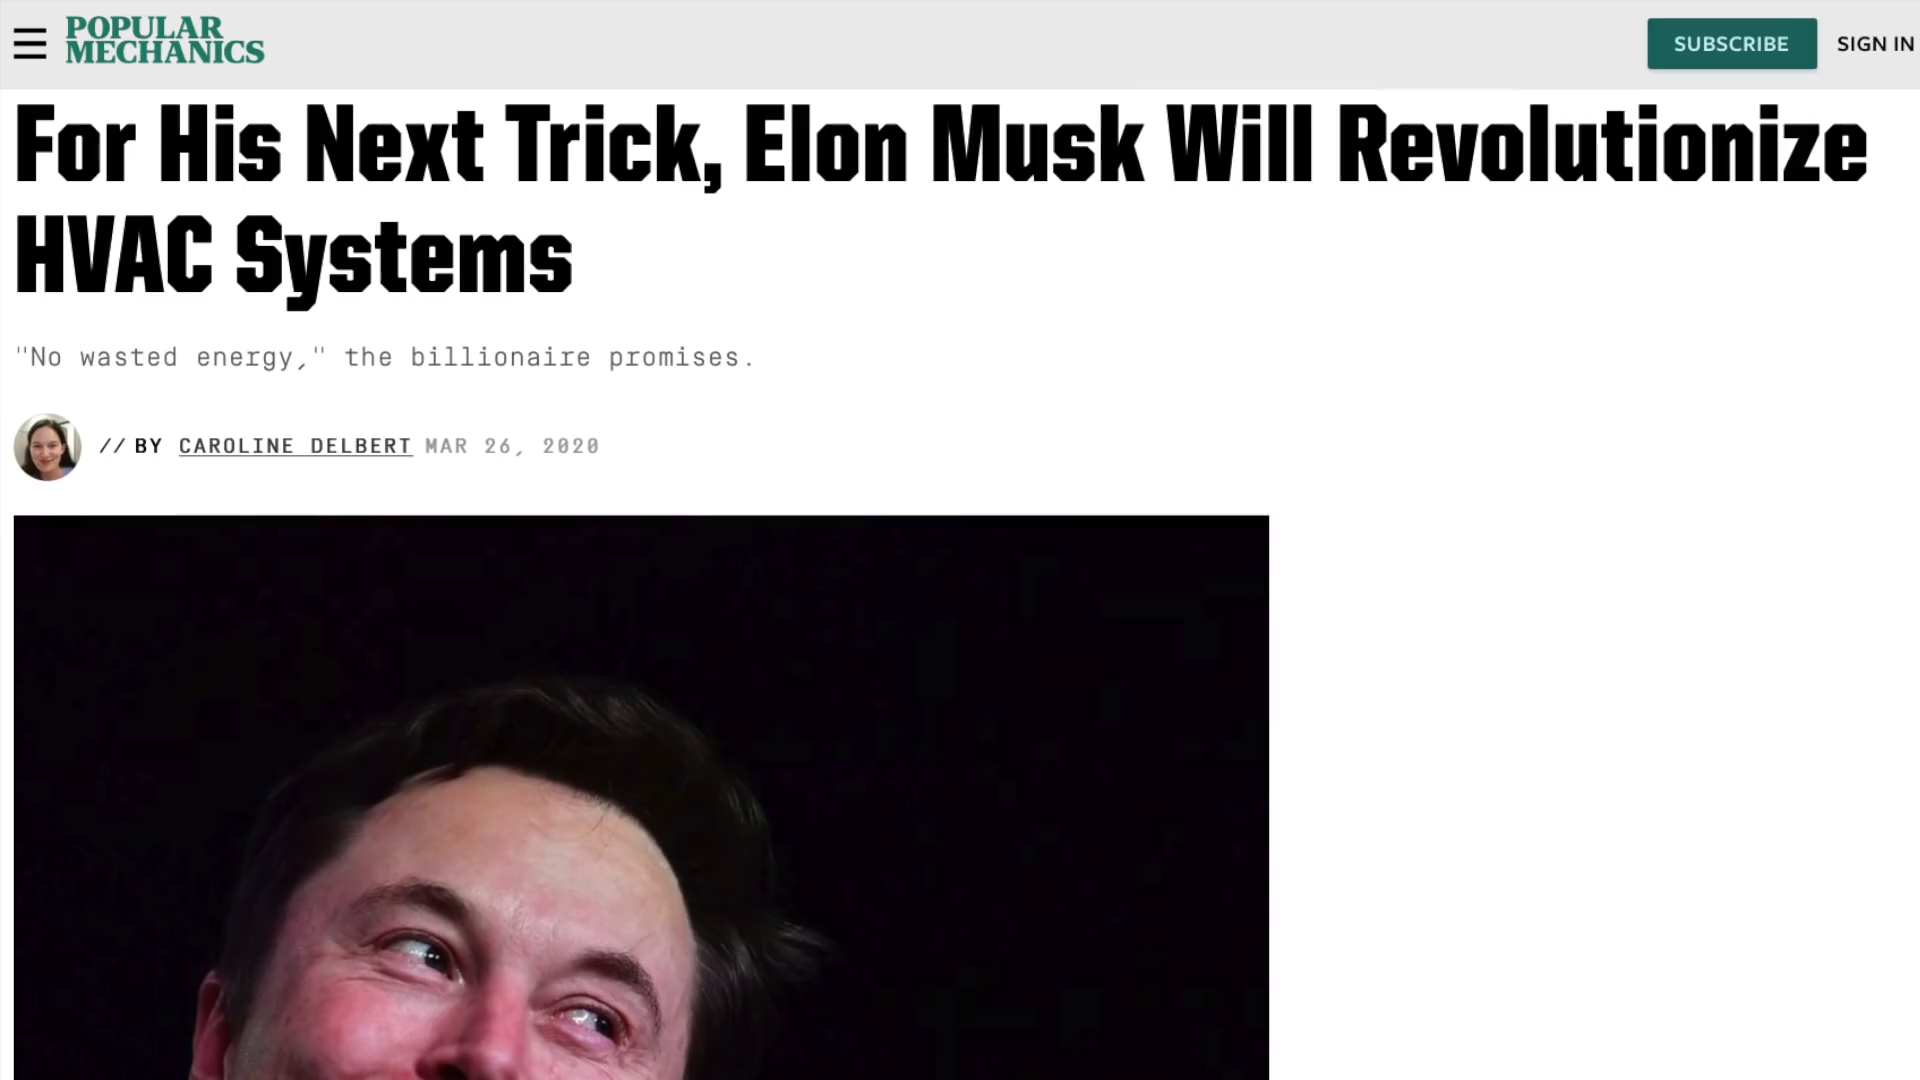 POPULAR
MECHANICS
SUBSCRIBE
SIGN IN
For His Next Trick, Elon Musk Will Revolutionize
HVAC Systems
"No wasted energy," the billionaire promises.
// BY CAROLINE DELBERT MAR 26, 2020